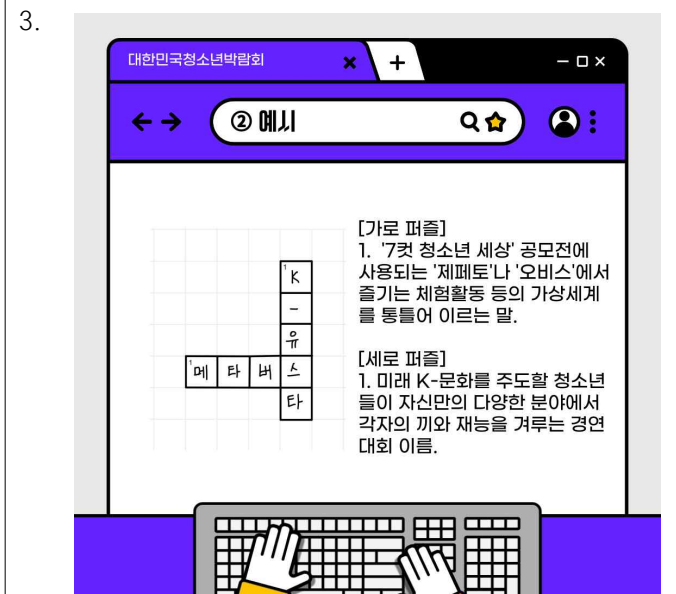 3.
대한민국청소년박람회
② 예시
[가로 퍼즐]
1. '7컷 청소년 세상' 공모전에
사용되는 '제페토'나 '오비스'에서
즐기는 체험활동 등의 가상세계
를 통틀어 이르는 말.
[세로 퍼즐]
1. 미래 K-문화를 주도할 청소년
들이 자신만의 다양한 분야에서
각자의 끼와 재능을 겨루는 경연
대회 이름.
1 K
-
유
1 메 타 버 스
타